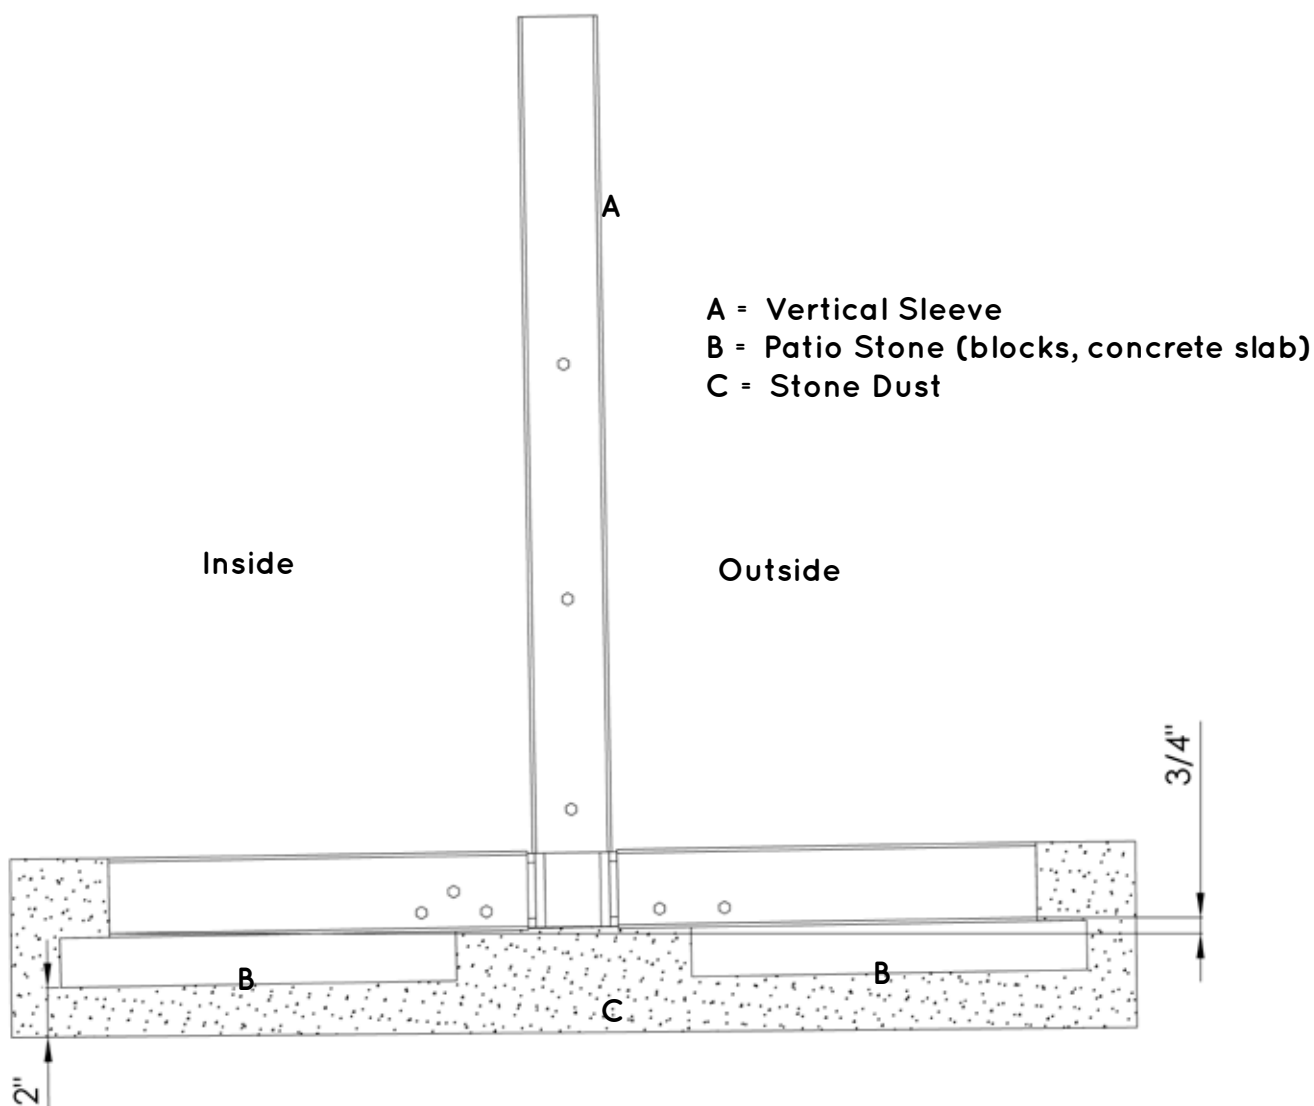 A
A = Vertical Sleeve
B = Patio Stone (blocks, concrete slab)
C = Stone Dust
Inside
Outside
3/4"
B
B
C
2"